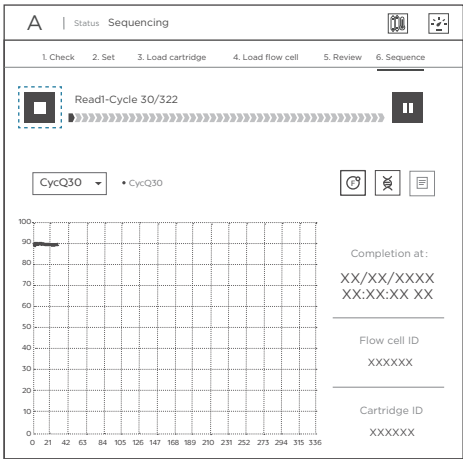 A | Status Sequencing
1. Check 2. Set 3. Load cartridge 4. Load flow cell 5. Review 6. Sequence
Read1-Cycle 30/322
CycQ30 • CycQ30
F
100
90
80
70
60
50
40
30
20
10
0
0 21 42 63 84 105 126 147 168 189 210 231 252 273 294 315 336
Completion at:
XX/XX/XXXX
XX:XX:XX XX
Flow cell ID
XXXXXX
Cartridge ID
XXXXXX